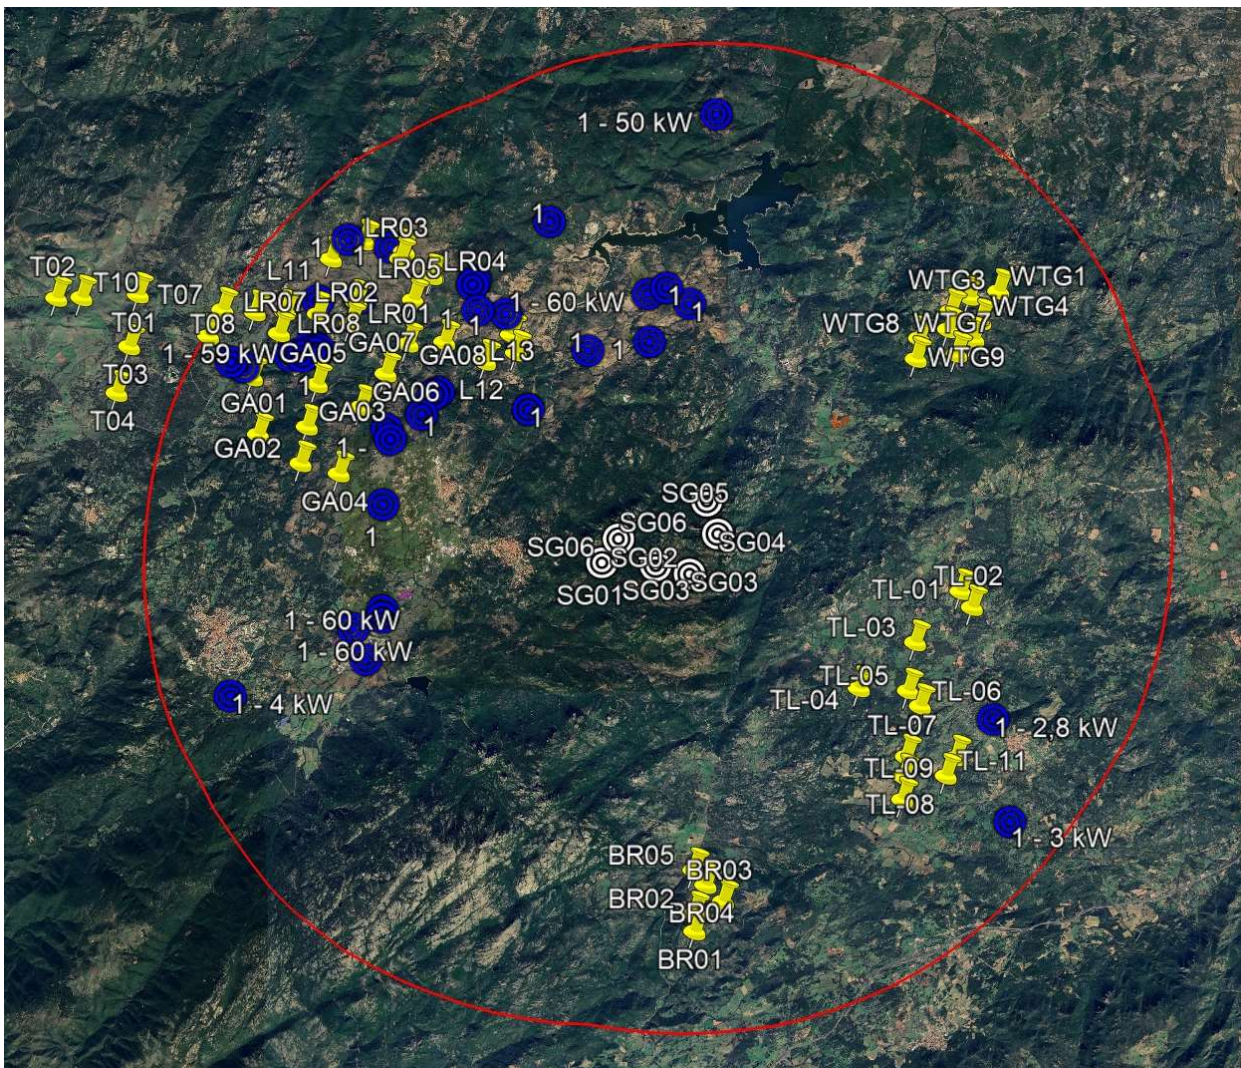 1 - 50 kW
1
LR03
1
1
T02
T10
T07
L11
LR05
LR04
LR07
LR02
LR01
1 - 60 kW
1
WTG3
WTG1
WTG4
T01
T08
LR08
GA07
1
1
WTG8
WTG7
1 - 59 kW
GA05
GA08
L13
1
WTG9
T03
T04
GA01
1
GA03
GA06
L12
1
1
GA02
1 -
GA04
1
SG05
SG06
SG04
SG06
SG02
SG01
SG03
SG03
TL-01
TL-02
1 - 60 kW
TL-03
1 - 60 kW
TL-05
TL-04
TL-06
1 - 4 kW
TL-07
1 - 2,8 kW
TL-09
TL-11
TL-08
1 - 3 kW
BR05
BR03
BR02
BR04
BR01